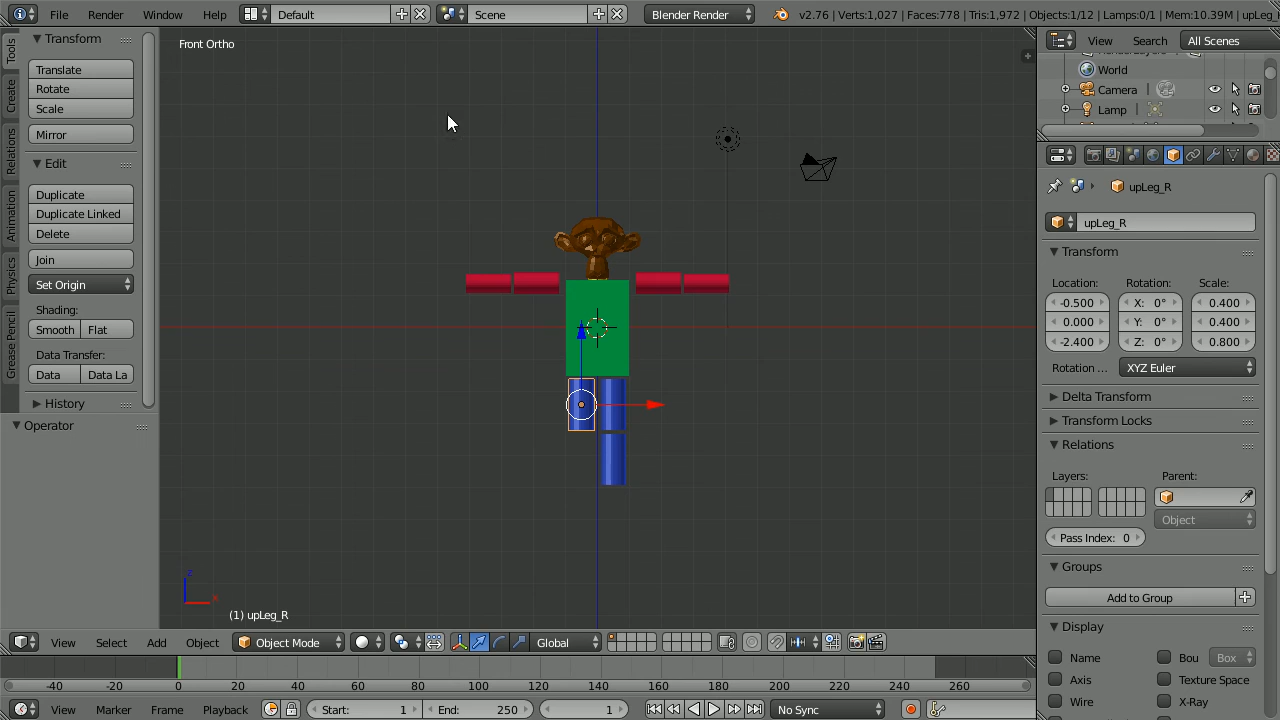 File Render Window Help Default Scene Blender Render v2.76 | Verts:1,027 | Faces:778 | Tris:1,972 | Objects:1/12 | Lamps:0/1 | Mem:10.39M | upLeg_
Tools
Create
Relations
Animation
Physics
Grease Pencil
Transform
Translate
Rotate
Scale
Mirror
Edit
Duplicate
Duplicate Linked
Delete
Join
Set Origin
Shading:
Smooth Flat
Data Transfer:
Data Data La
History
Operator
Front Ortho
z
x
(1) upLeg_R
View Search All Scenes
World
Camera
Lamp
upLeg_R
upLeg_R
Transform
Location: Rotation: Scale:
-0.500 X: 0° 0.400
0.000 Y: 0° 0.400
-2.400 Z: 0° 0.800
Rotation ... XYZ Euler
Delta Transform
Transform Locks
Relations
Layers: Parent:
Object
Pass Index: 0
Groups
Add to Group
Display
Name Bou Box
Axis Texture Space
Wire X-Ray
View Select Add Object Object Mode Global
-40 -20 0 20 40 60 80 100 120 140 160 180 200 220 240 260
View Marker Frame Playback Start: 1 End: 250 1 No Sync